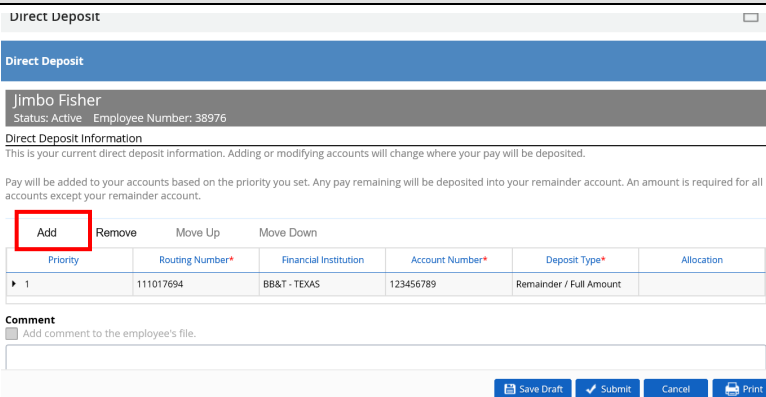 Direct Deposit
Direct Deposit
Jimbo Fisher
Status: Active Employee Number: 38976
Direct Deposit Information
This is your current direct deposit information. Adding or modifying accounts will change where your pay will be deposited.
Pay will be added to your accounts based on the priority you set. Any pay remaining will be deposited into your remainder account. An amount is required for all
accounts except your remainder account.
Add Remove Move Up Move Down
Priority Routing Number* Financial Institution Account Number* Deposit Type* Allocation
1 111017694 BB&T - TEXAS 123456789 Remainder / Full Amount
Comment
Add comment to the employee's file.
Save Draft Submit Cancel Print